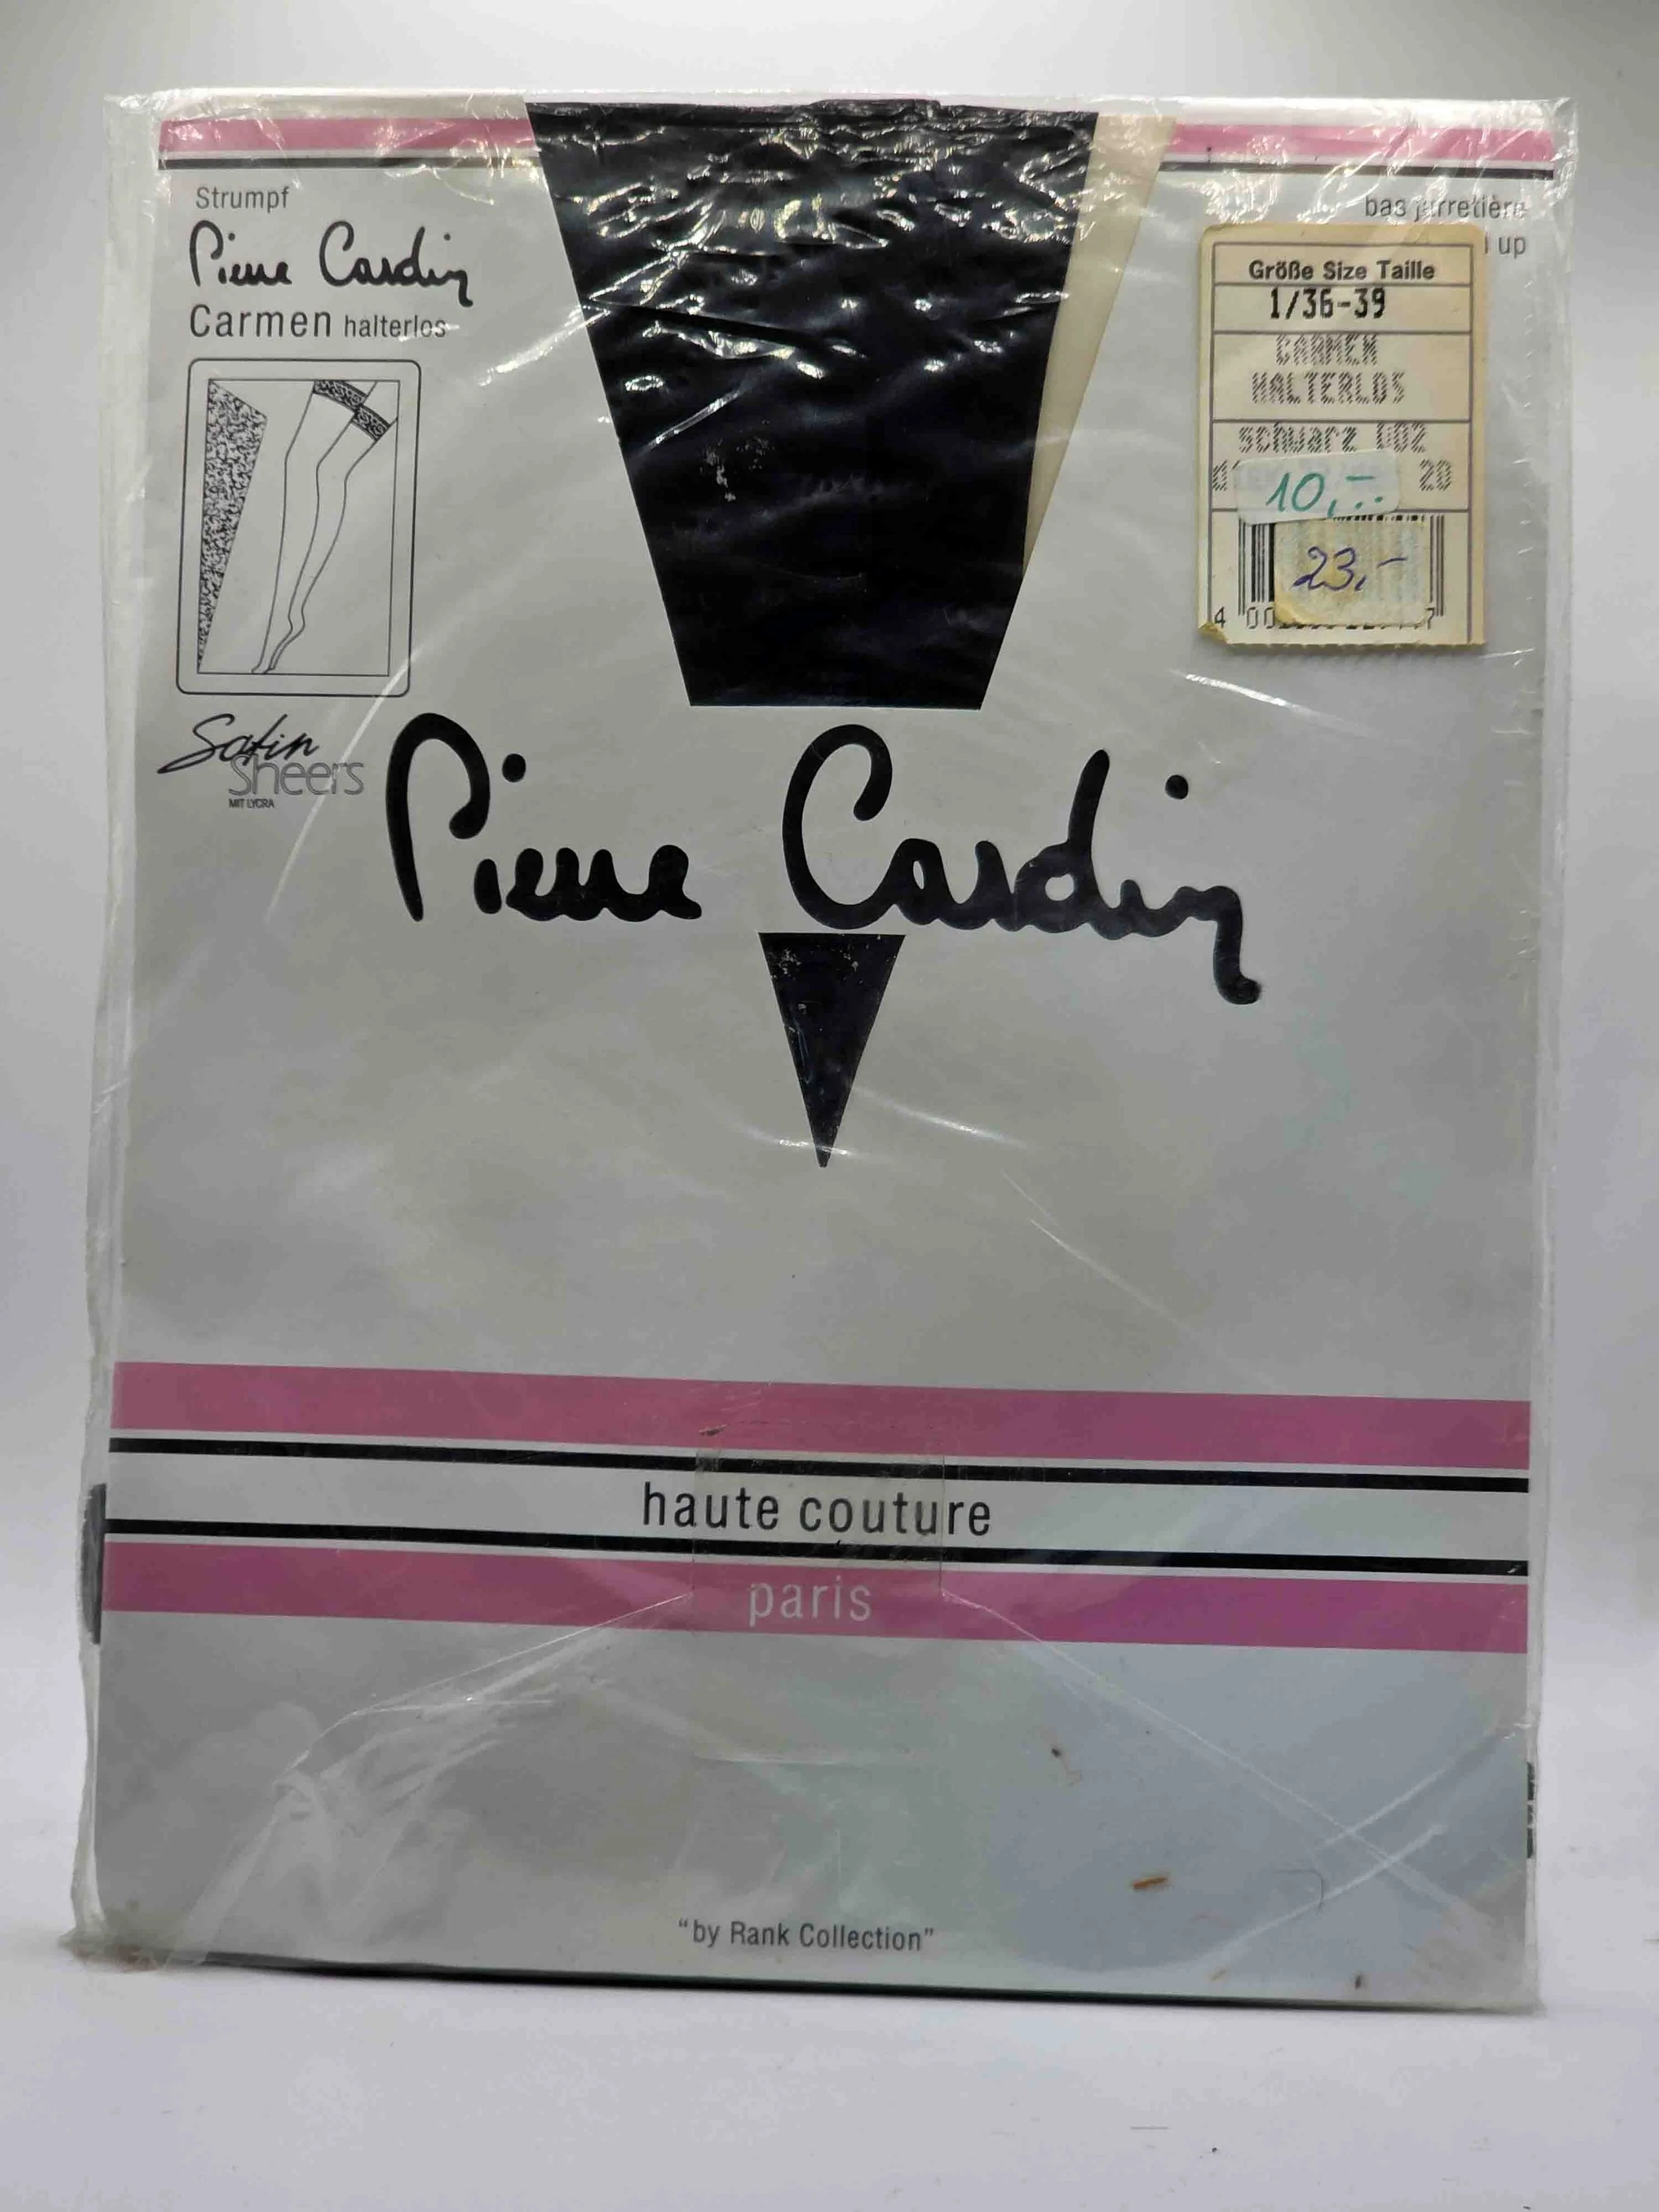 Strumpf
Pierre Cardin
Carmen halterlos
bas jarretière
up
Größe Size Taille
1/36-39
CARMEN
HALTERLOS
schwarz 002
20
10,-
23,-
Satin
Sheers
MIT LYCRA
Pierre Cardin
haute couture
paris
"by Rank Collection"